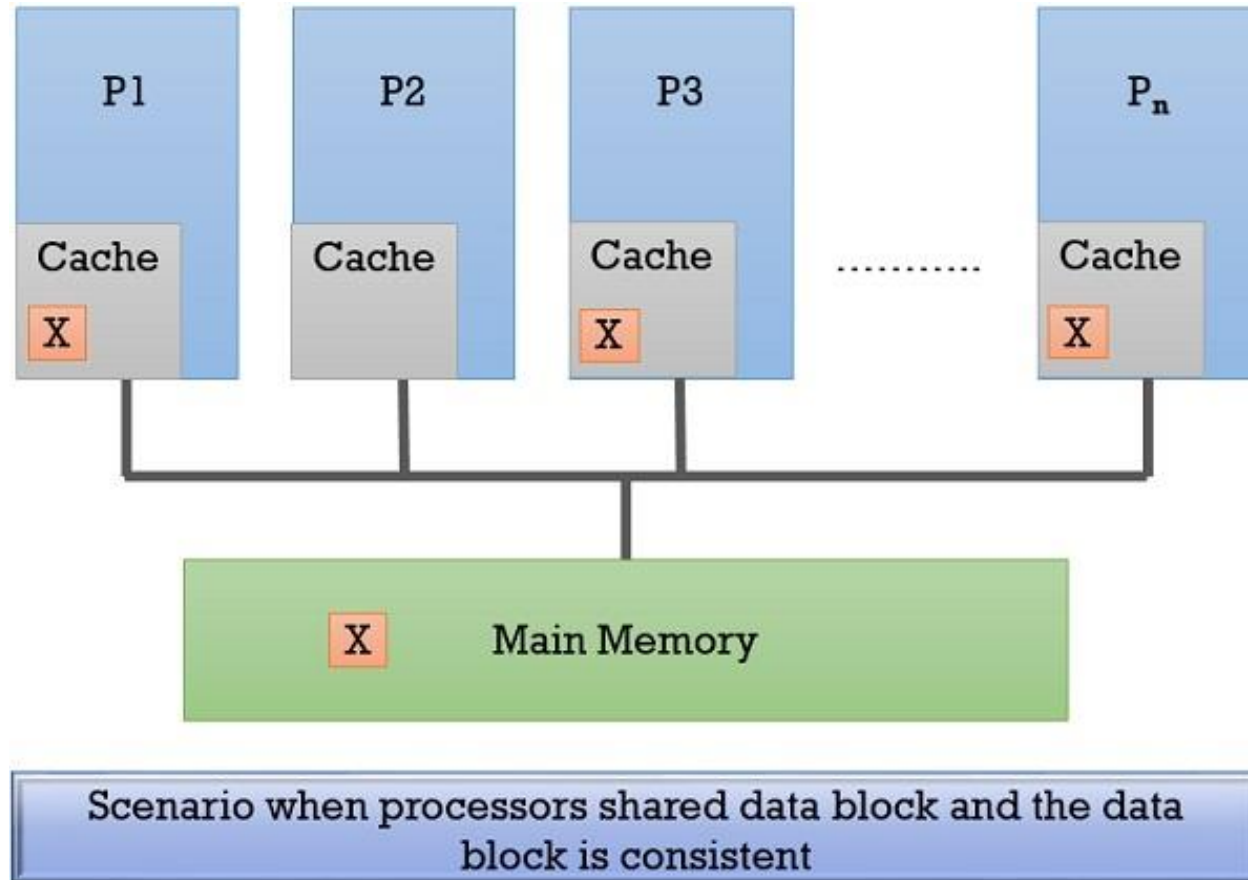 P1
P2
P3
Pn
Cache
Cache
Cache
...........
Cache
X
X
X
X
Main Memory
Scenario when processors shared data block and the data
block is consistent